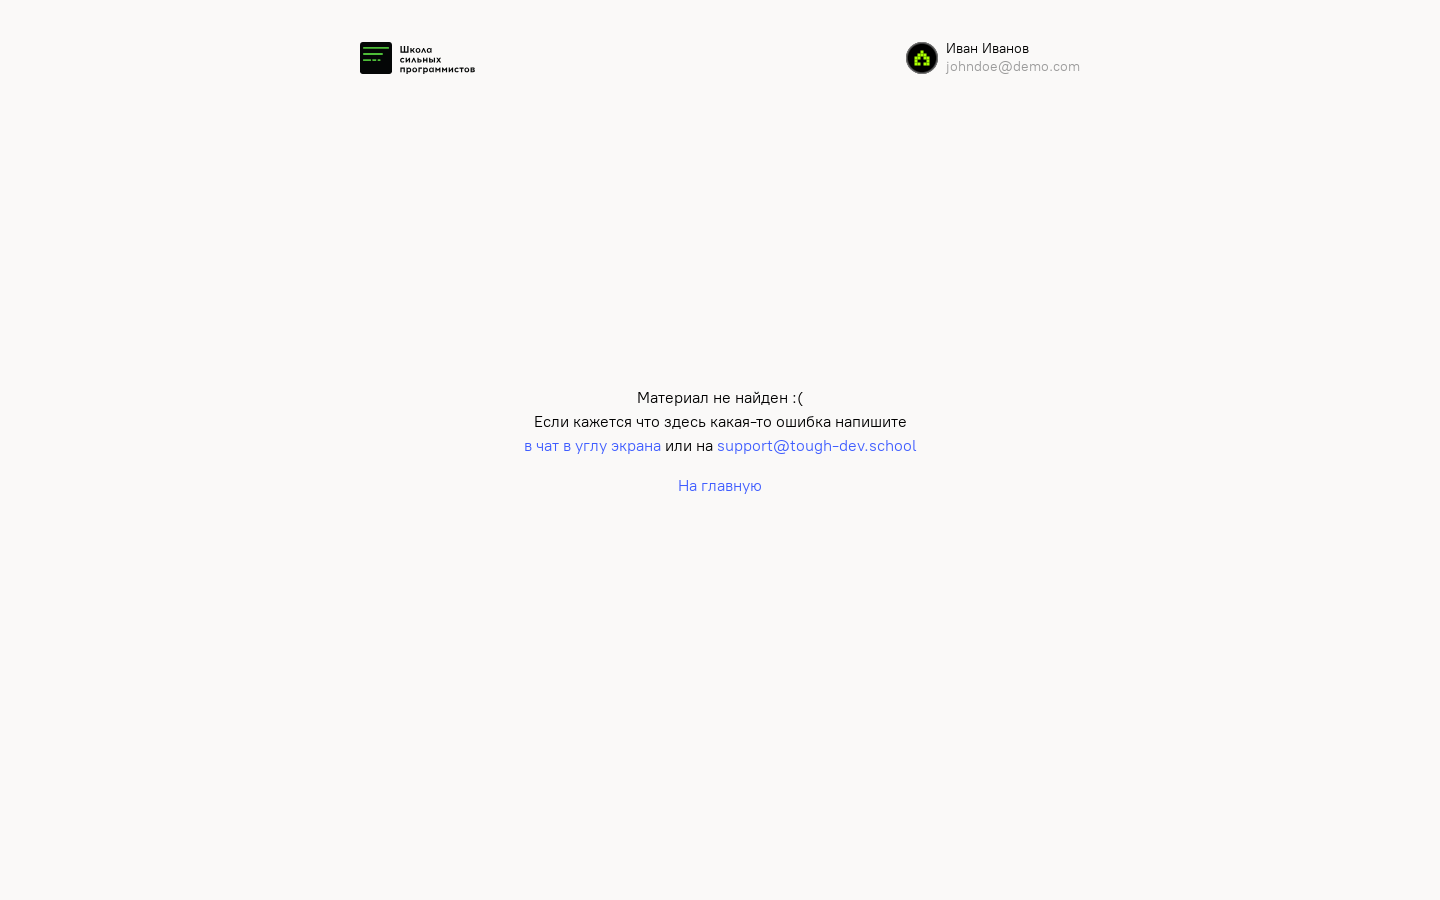 Школа
сильных
программистов
Иван Иванов
johndoe@demo.com
Материал не найден :(
Если кажется что здесь какая-то ошибка напишите
в чат в углу экрана или на support@tough-dev.school
На главную